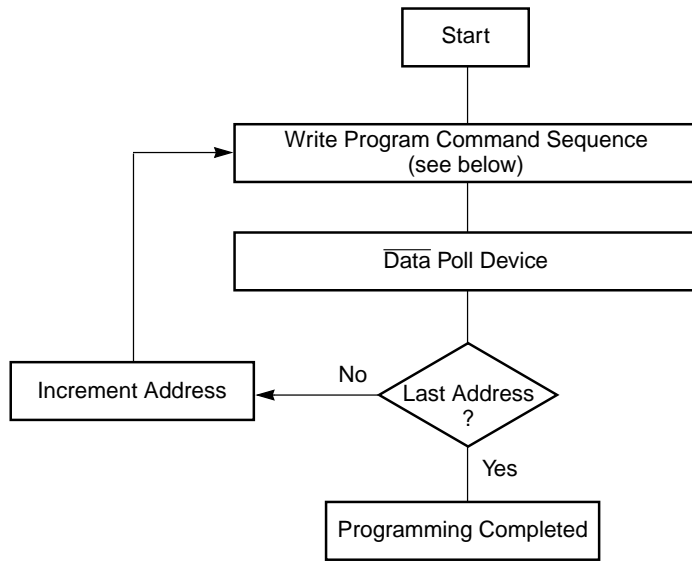 Start
Write Program Command Sequence
(see below)
Data Poll Device
No
Increment Address
Last Address
?
Yes
Programming Completed